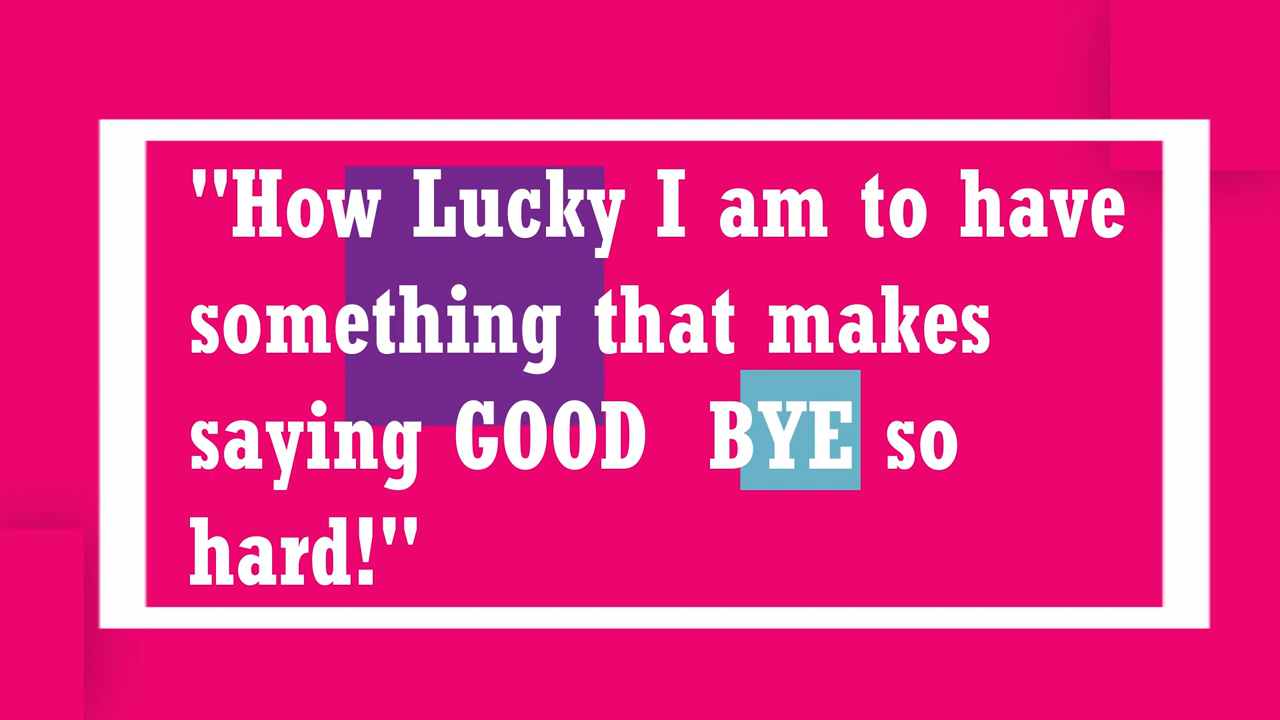 "How Lucky I am to have
something that makes
saying GOOD  BYE so
hard!"